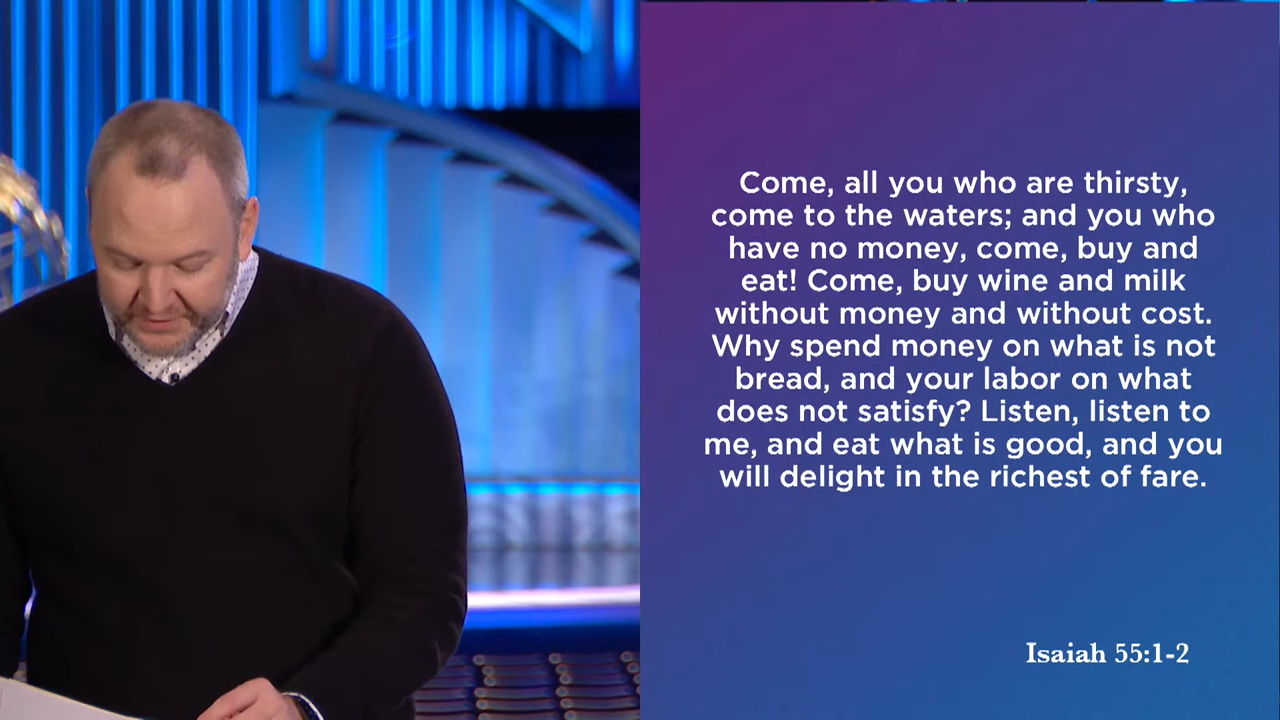 Come, all you who are thirsty,
come to the waters; and you who
have no money, come, buy and
eat! Come, buy wine and milk
without money and without cost.
Why spend money on what is not
bread, and your labor on what
does not satisfy? Listen, listen to
me, and eat what is good, and you
will delight in the richest of fare.
Isaiah 55:1-2